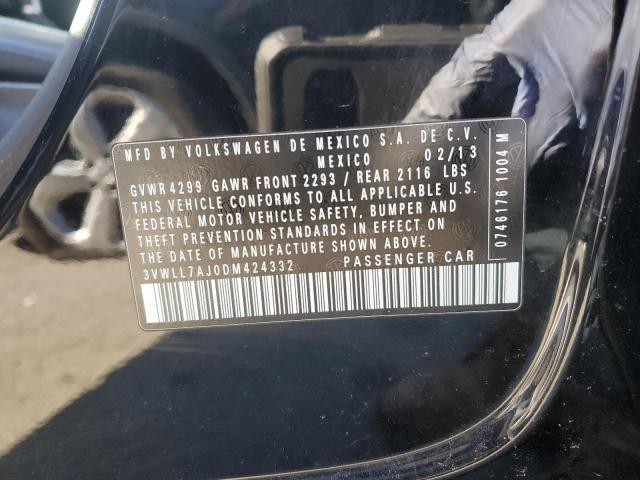 MFD BY VOLKSWAGEN DE MEXICO S.A. DE C.V.
MEXICO 02/13
GVWR 4299 GAWR FRONT 2293 / REAR 2116 LBS
THIS VEHICLE CONFORMS TO ALL APPLICABLE U.S.
FEDERAL MOTOR VEHICLE SAFETY, BUMPER AND
THEFT PREVENTION STANDARDS IN EFFECT ON
THE DATE OF MANUFACTURE SHOWN ABOVE.
3VWLL7AJ0DM424332 PASSENGER CAR
0746176 1004 M